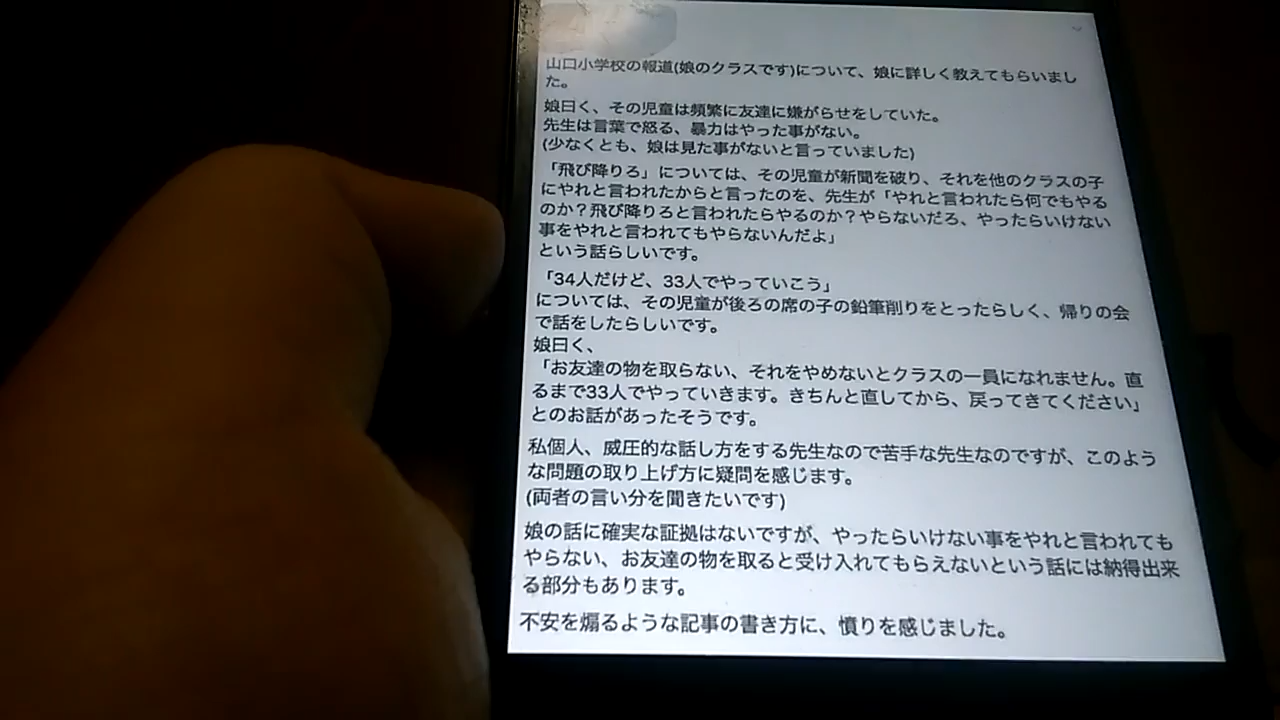 山口小学校の報道(娘のクラスです)について、娘に詳しく教えてもらいまし
た。
娘曰く、その児童は頻繁に友達に嫌がらせをしていた。
先生は言葉で怒る、暴力はやった事がない。
(少なくとも、娘は見た事がないと言っていました)
「飛び降りろ」については、その児童が新聞を破り、それを他のクラスの子
にやれと言われたからと言ったのを、先生が「やれと言われたら何でもやる
のか？飛び降りろと言われたらやるのか？やらないだろ、やったらいけない
事をやれと言われてもやらないんだよ」
という話らしいです。
「34人だけど、33人でやっていこう」
については、その児童が後ろの席の子の鉛筆削りをとったらしく、帰りの会
で話をしたらしいです。
娘曰く、
「お友達の物を取らない、それをやめないとクラスの一員になれません。直
るまで33人でやっていきます。きちんと直してから、戻ってきてください」
とのお話があったそうです。
私個人、威圧的な話し方をする先生なので苦手な先生なのですが、このよう
な問題の取り上げ方に疑問を感じます。
(両者の言い分を聞きたいです)
娘の話に確実な証拠はないですが、やったらいけない事をやれと言われても
やらない、お友達の物を取ると受け入れてもらえないという話には納得出来
る部分もあります。
不安を煽るような記事の書き方に、憤りを感じました。